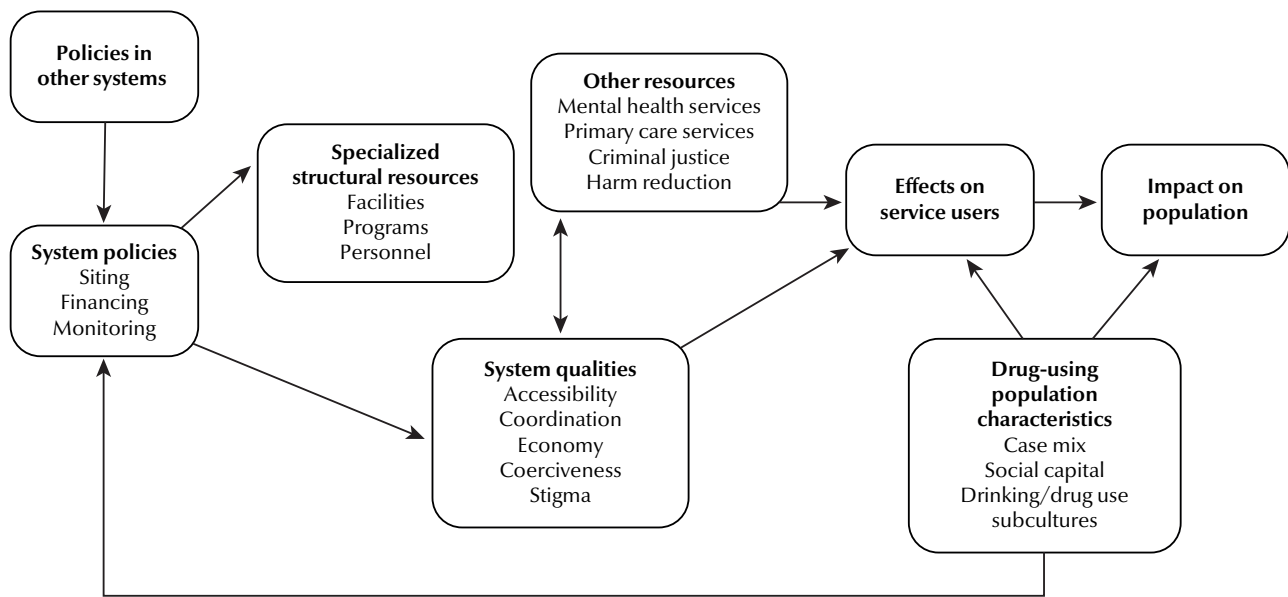 Policies in
other systems
System policies
Siting
Financing
Monitoring
Specialized
structural resources
Facilities
Programs
Personnel
Other resources
Mental health services
Primary care services
Criminal justice
Harm reduction
System qualities
Accessibility
Coordination
Economy
Coerciveness
Stigma
Effects on
service users
Impact on
population
Drug-using
population
characteristics
Case mix
Social capital
Drinking/drug use
subcultures